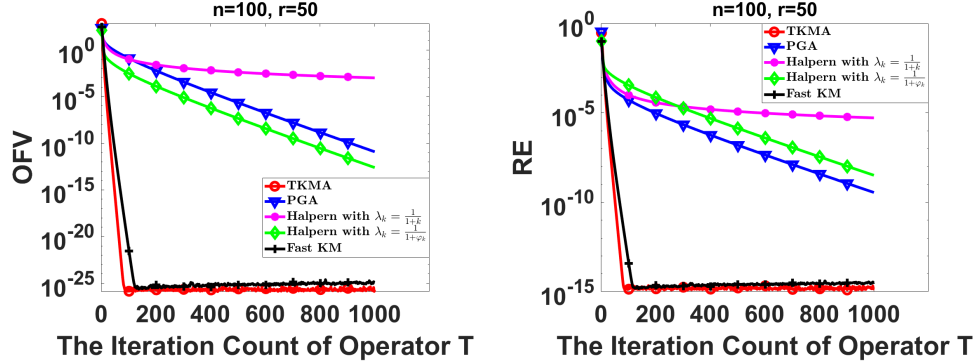 n=100, r=50
OFV
10^0
10^-5
10^-10
10^-15
10^-20
10^-25
TKMA
PGA
Halpern with λ_k = 1/(1+k)
Halpern with λ_k = 1/(1+φ_k)
Fast KM
0 200 400 600 800 1000
The Iteration Count of Operator T
n=100, r=50
RE
10^0
10^-5
10^-10
10^-15
TKMA
PGA
Halpern with λ_k = 1/(1+k)
Halpern with λ_k = 1/(1+φ_k)
Fast KM
0 200 400 600 800 1000
The Iteration Count of Operator T